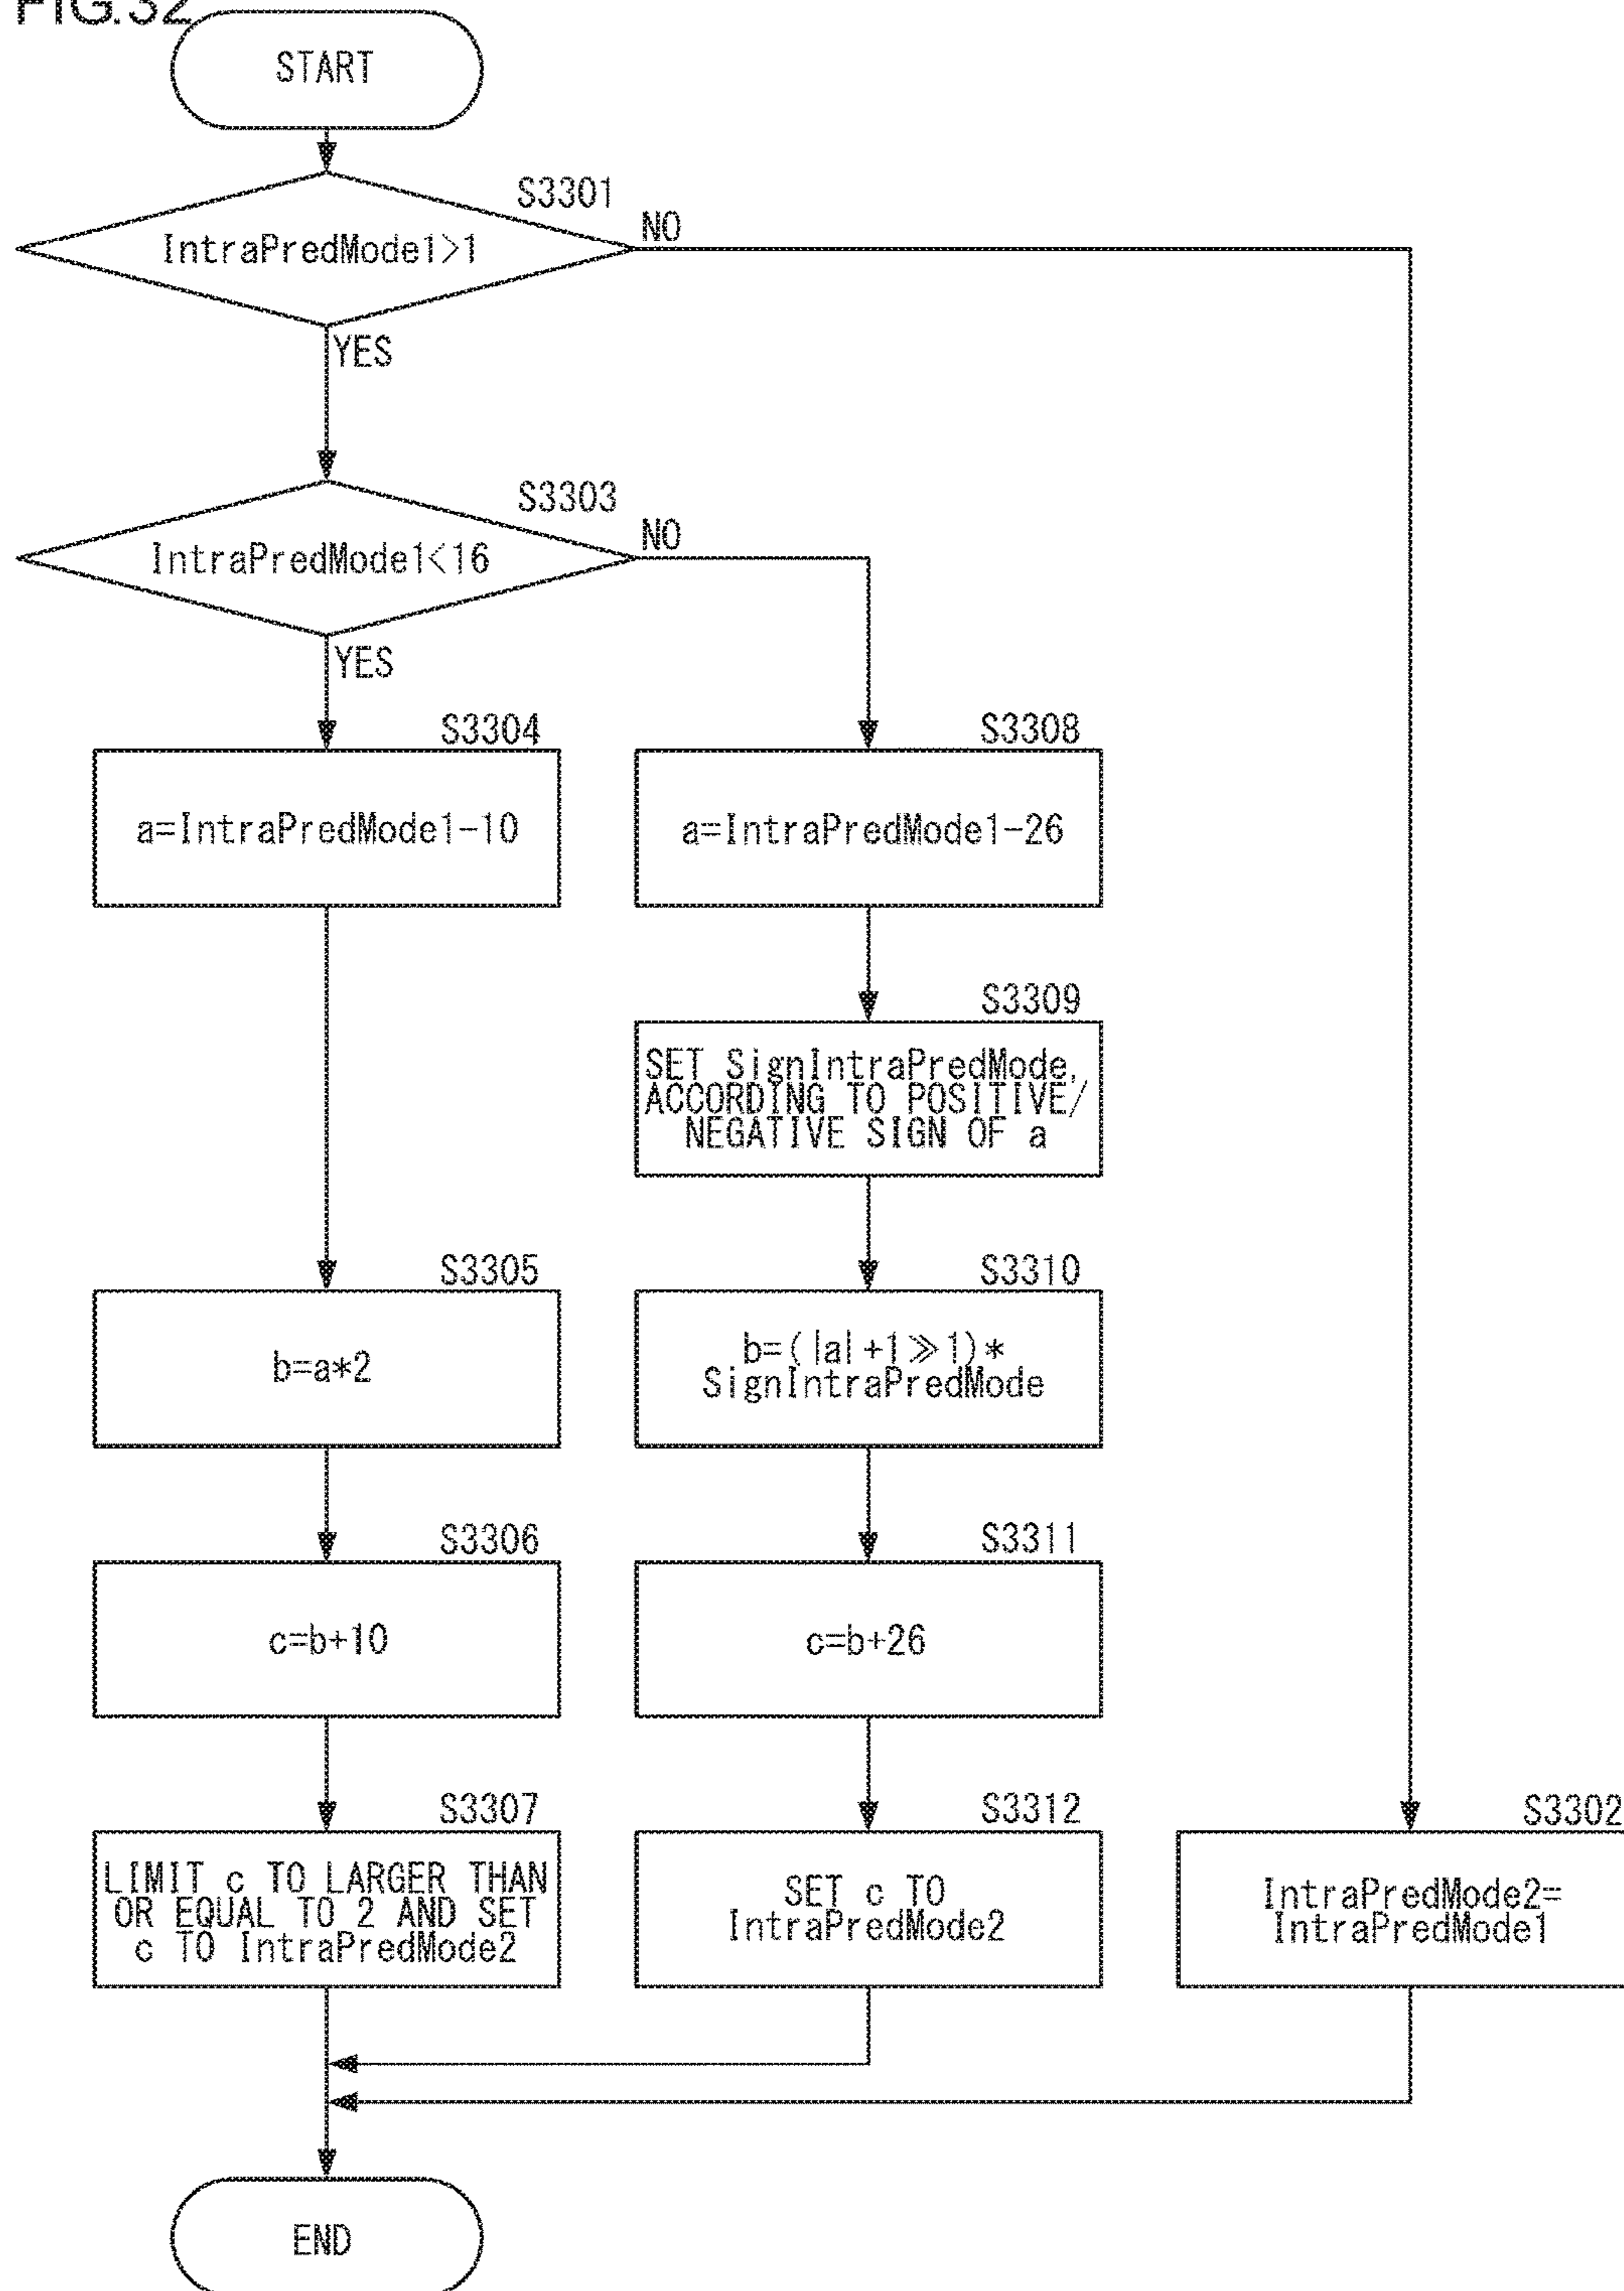 FIG.32
START
S3301
IntraPredMode1>1
NO
YES
S3303
IntraPredMode1<16
NO
YES
S3304
a=IntraPredMode1-10
S3308
a=IntraPredMode1-26
S3309
SET SignIntraPredMode,
ACCORDING TO POSITIVE/
NEGATIVE SIGN OF a
S3305
b=a*2
S3310
b=(|a|+1≫1)*
SignIntraPredMode
S3306
c=b+10
S3311
c=b+26
S3307
LIMIT c TO LARGER THAN
OR EQUAL TO 2 AND SET
c TO IntraPredMode2
S3312
SET c TO
IntraPredMode2
S3302
IntraPredMode2=
IntraPredMode1
END